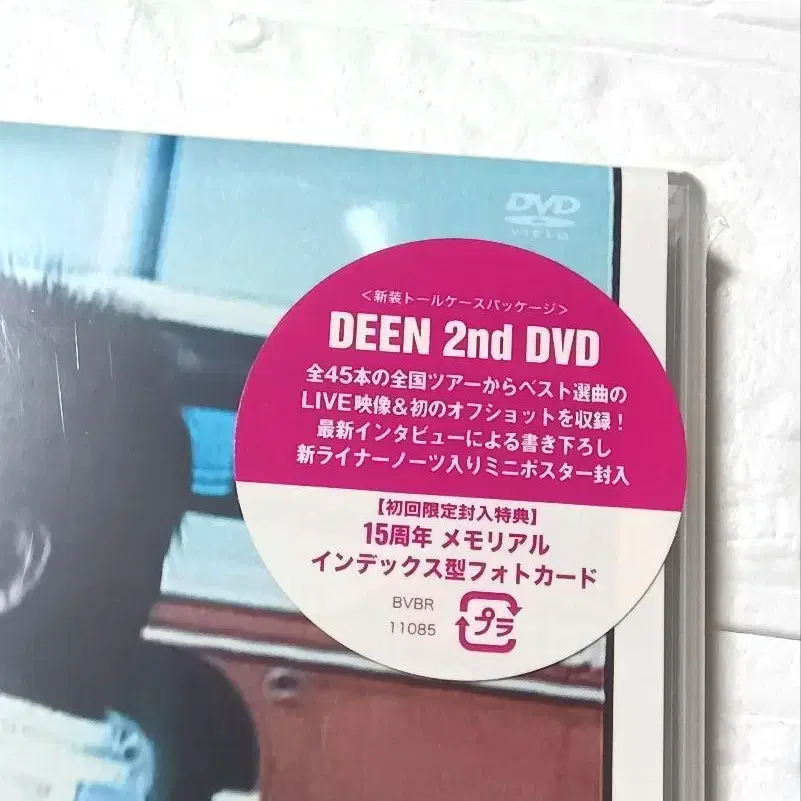 DVD
VIDEO
<新装トールケースパッケージ>
DEEN 2nd DVD
全45本の全国ツアーからベスト選曲の
LIVE映像&初のオフショットを収録！
最新インタビューによる書き下ろし
新ライナーノーツ入りミニポスター封入
【初回限定封入特典】
15周年 メモリアル
インデックス型フォトカード
BVBR
11085
プラ